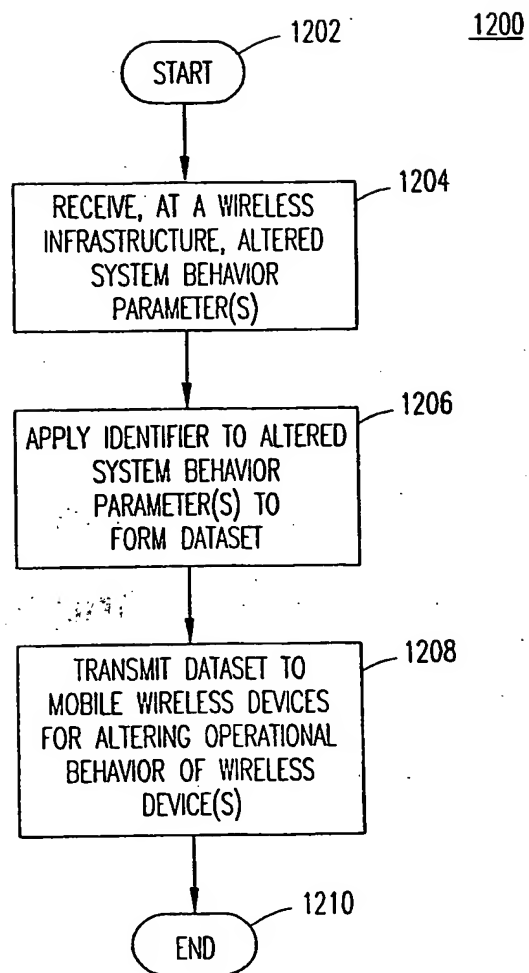 1202
1200
START
1204
RECEIVE, AT A WIRELESS
INFRASTRUCTURE, ALTERED
SYSTEM BEHAVIOR
PARAMETER(S)
1206
APPLY IDENTIFIER TO ALTERED
SYSTEM BEHAVIOR
PARAMETER(S) TO
FORM DATASET
1208
TRANSMIT DATASET TO
MOBILE WIRELESS DEVICES
FOR ALTERING OPERATIONAL
BEHAVIOR OF WIRELESS
DEVICE(S)
1210
END